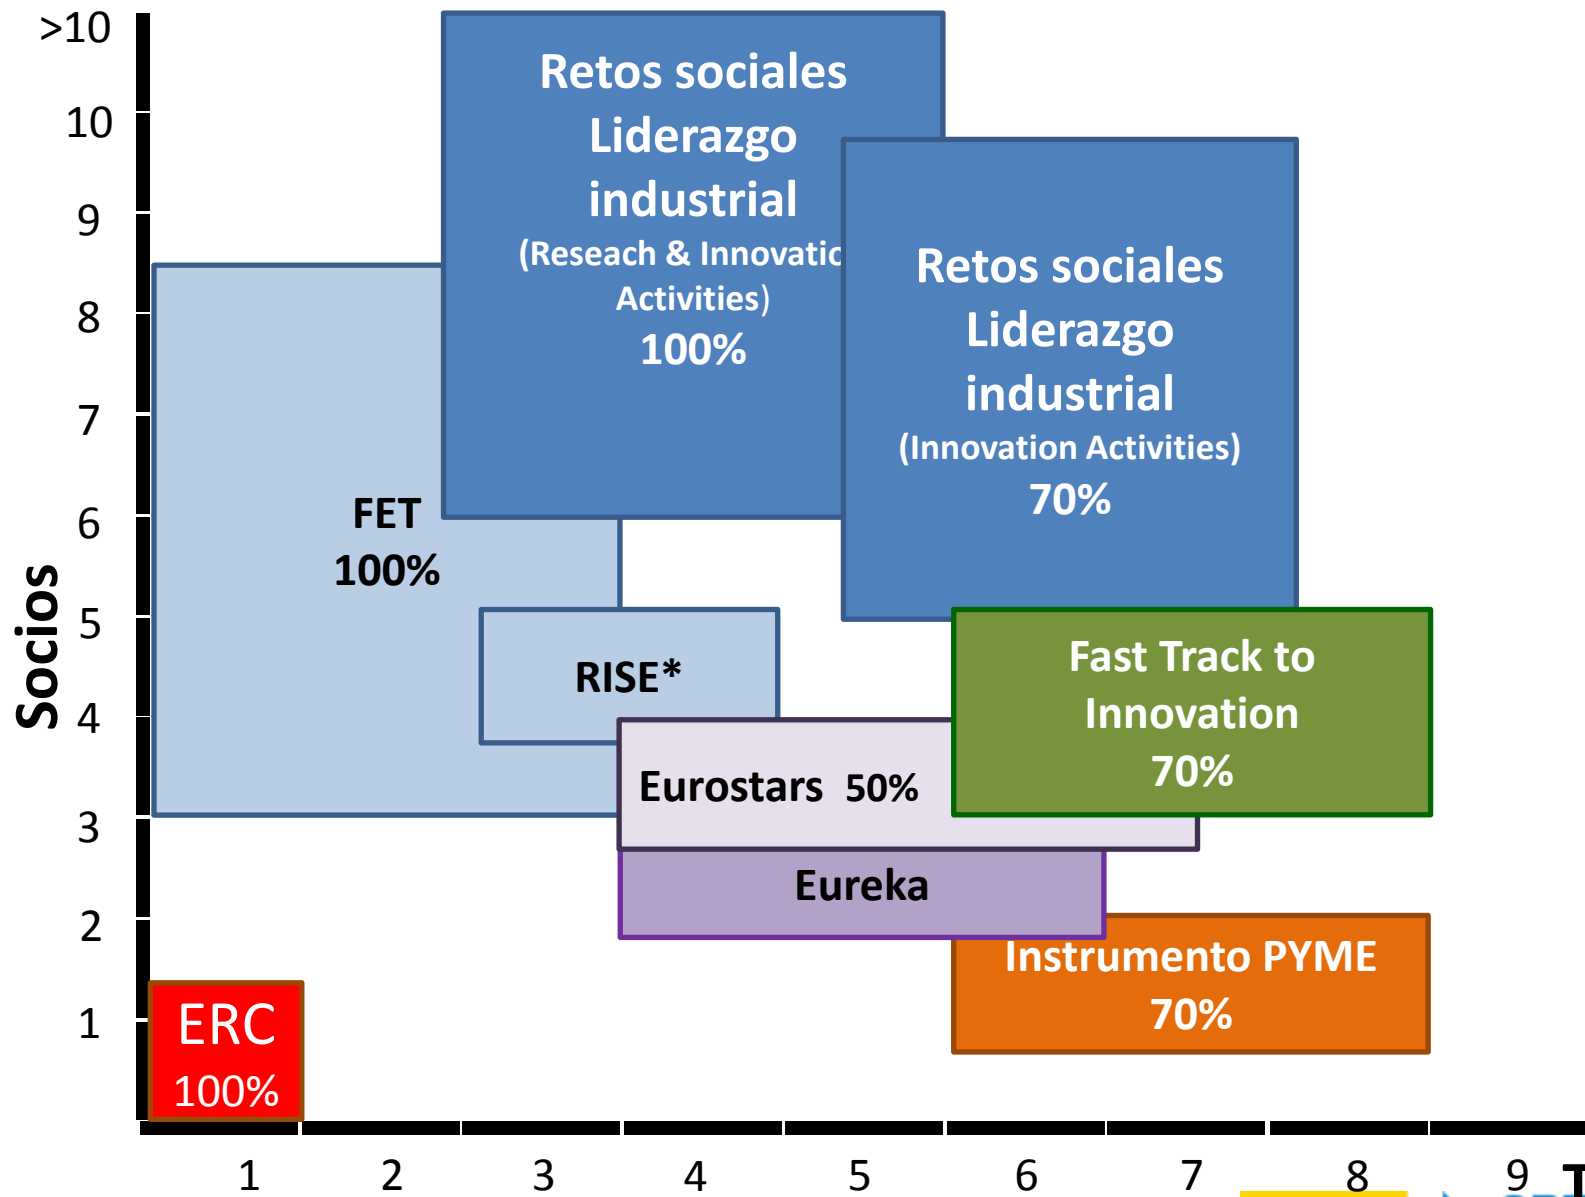 >10
10
9
8
7
6
5
4
3
2
1
Socios
Retos sociales
Liderazgo
industrial
(Reseach & Innovatio
Activities)
100%
Retos sociales
Liderazgo
industrial
(Innovation Activities)
70%
FET
100%
RISE*
Fast Track to
Innovation
70%
Eurostars 50%
Eureka
Instrumento PYME
70%
ERC
100%
1 2 3 4 5 6 7 8 9 T